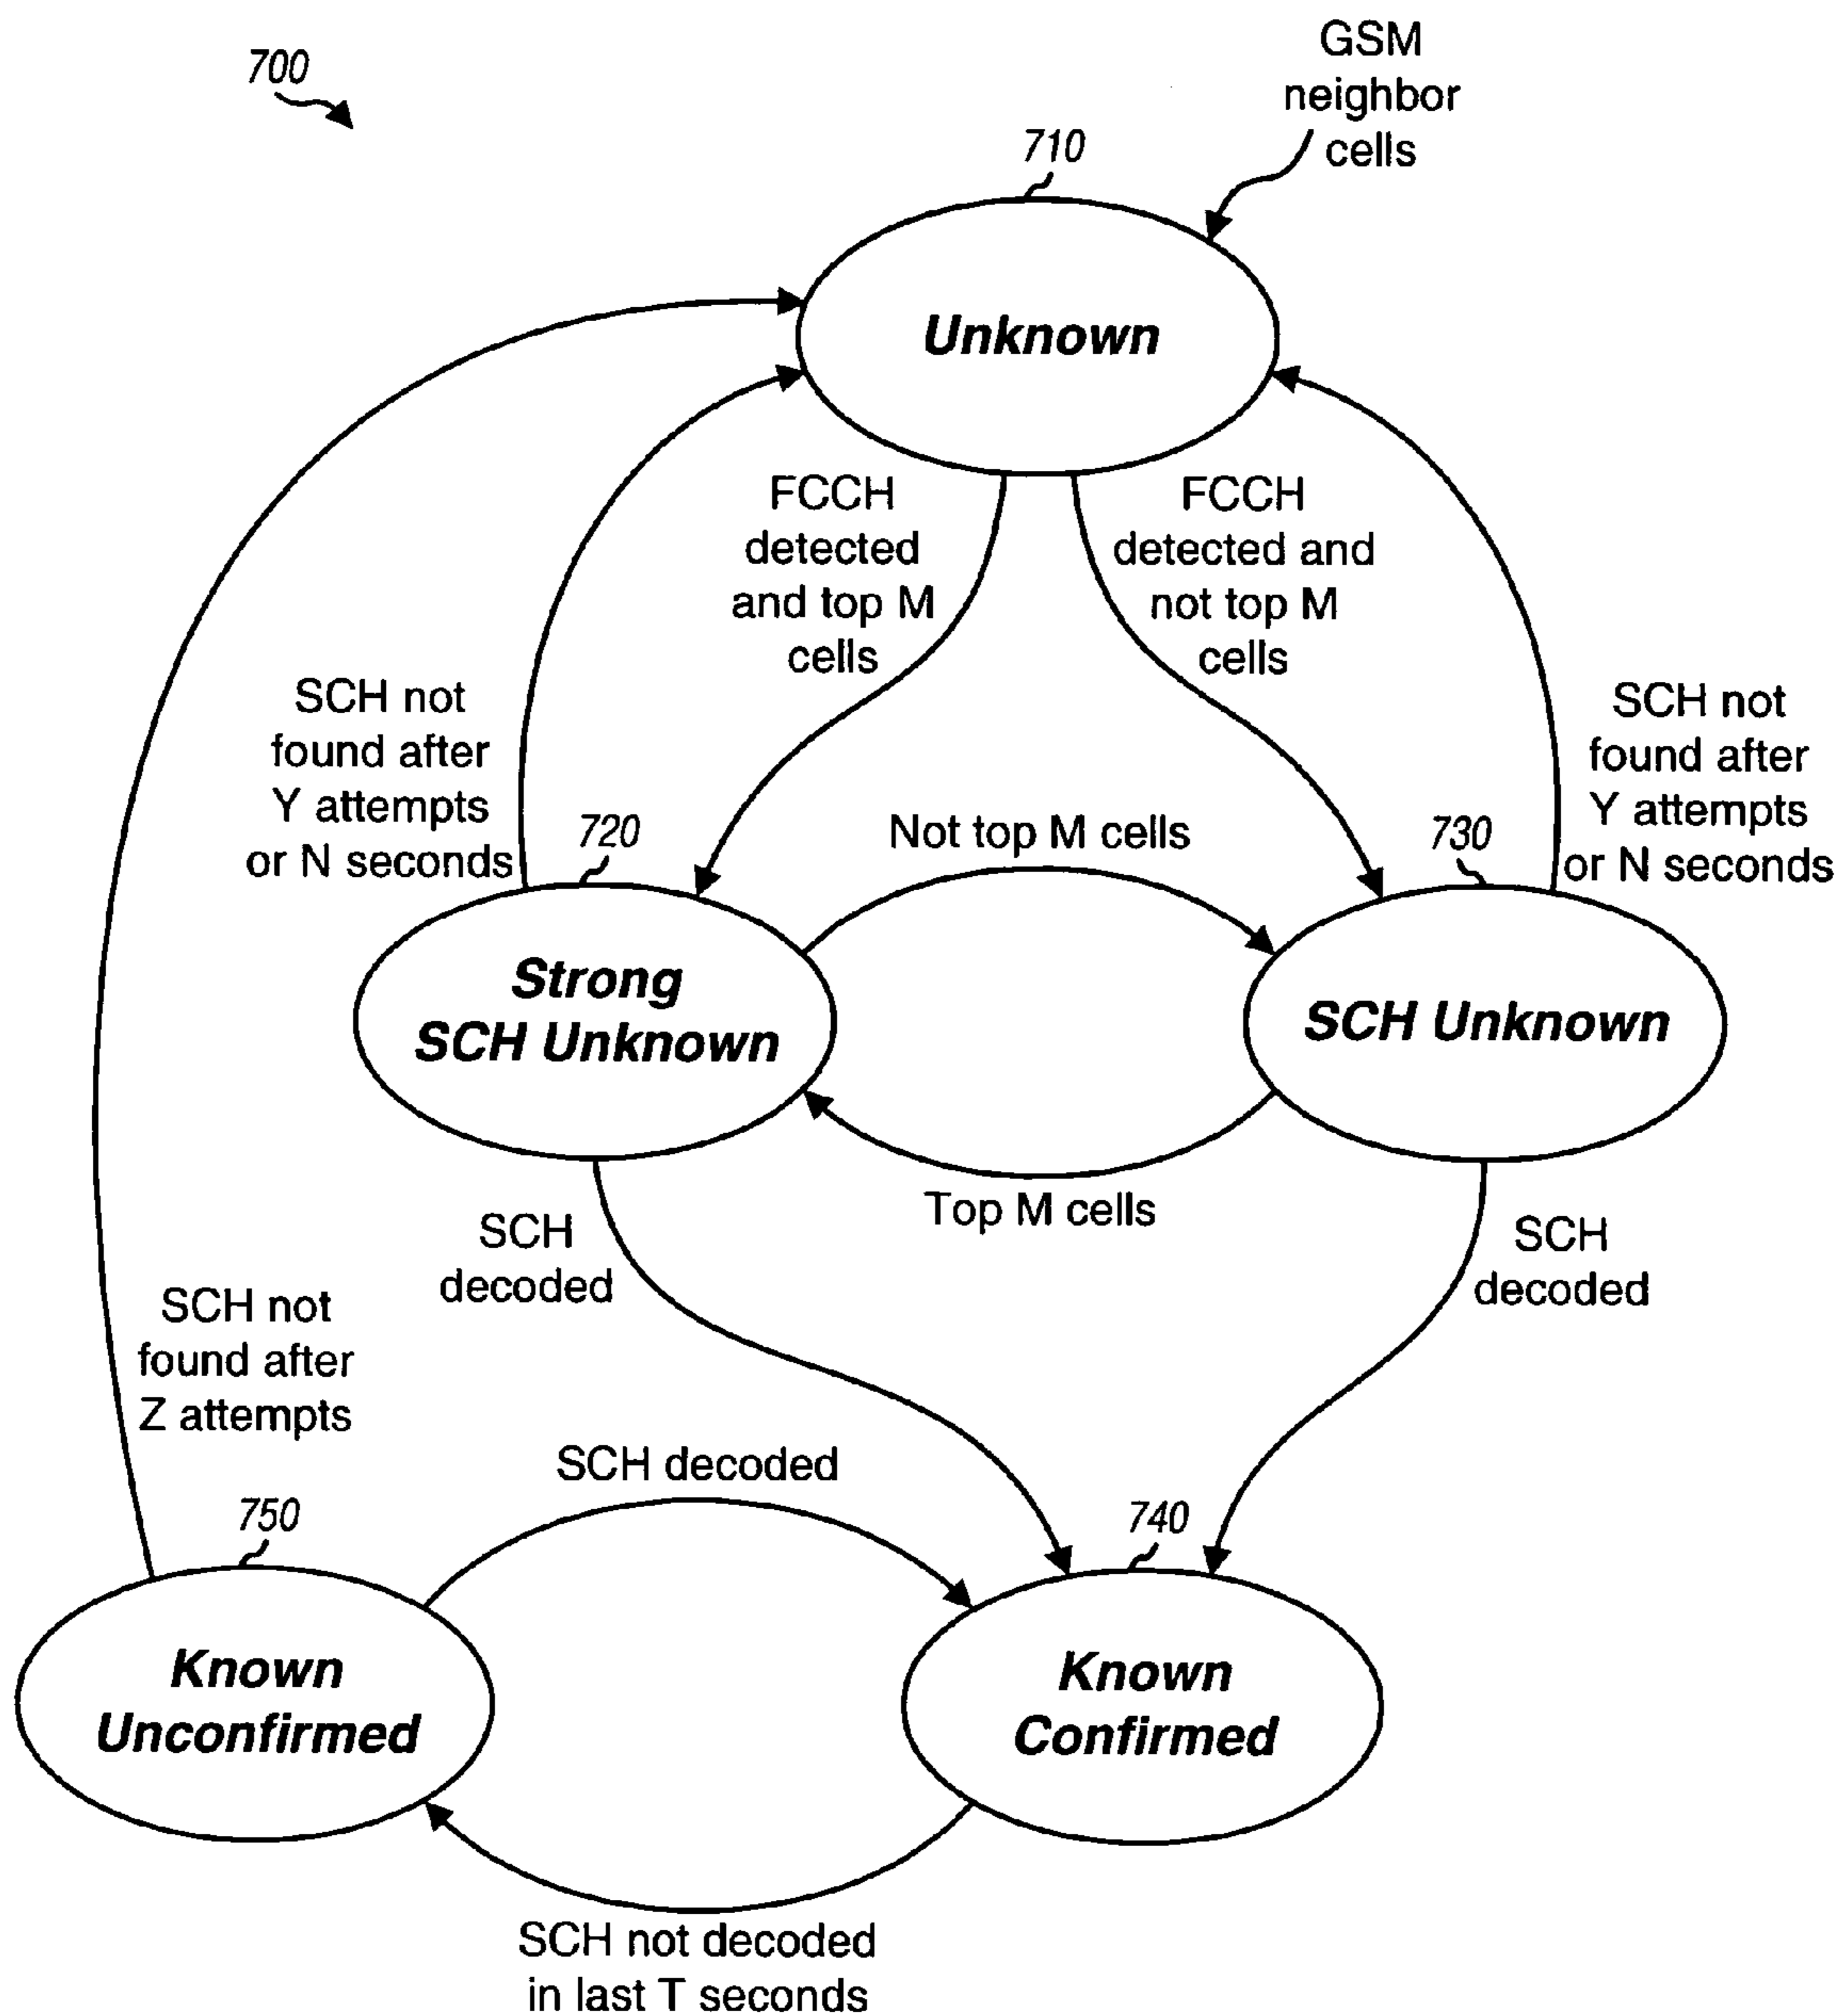 700
GSM
neighbor
cells
710
Unknown
FCCH
detected
and top M
cells
FCCH
detected and
not top M
cells
SCH not
found after
Y attempts
or N seconds
SCH not
found after
Y attempts
or N seconds
720
Not top M cells
730
Strong
SCH Unknown
SCH Unknown
Top M cells
SCH
decoded
SCH
decoded
SCH not
found after
Z attempts
SCH decoded
750
740
Known
Unconfirmed
Known
Confirmed
SCH not decoded
in last T seconds